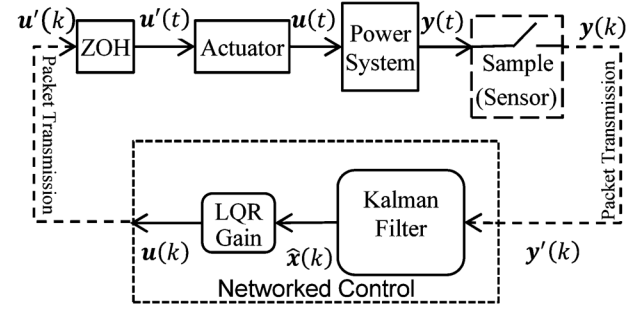 u′(k) u′(t) u(t) y(t) y(k)
ZOH Actuator Power System Sample (Sensor)
Packet Transmission
Packet Transmission
LQR Gain Kalman Filter
u(k) x̂(k) y′(k)
Networked Control